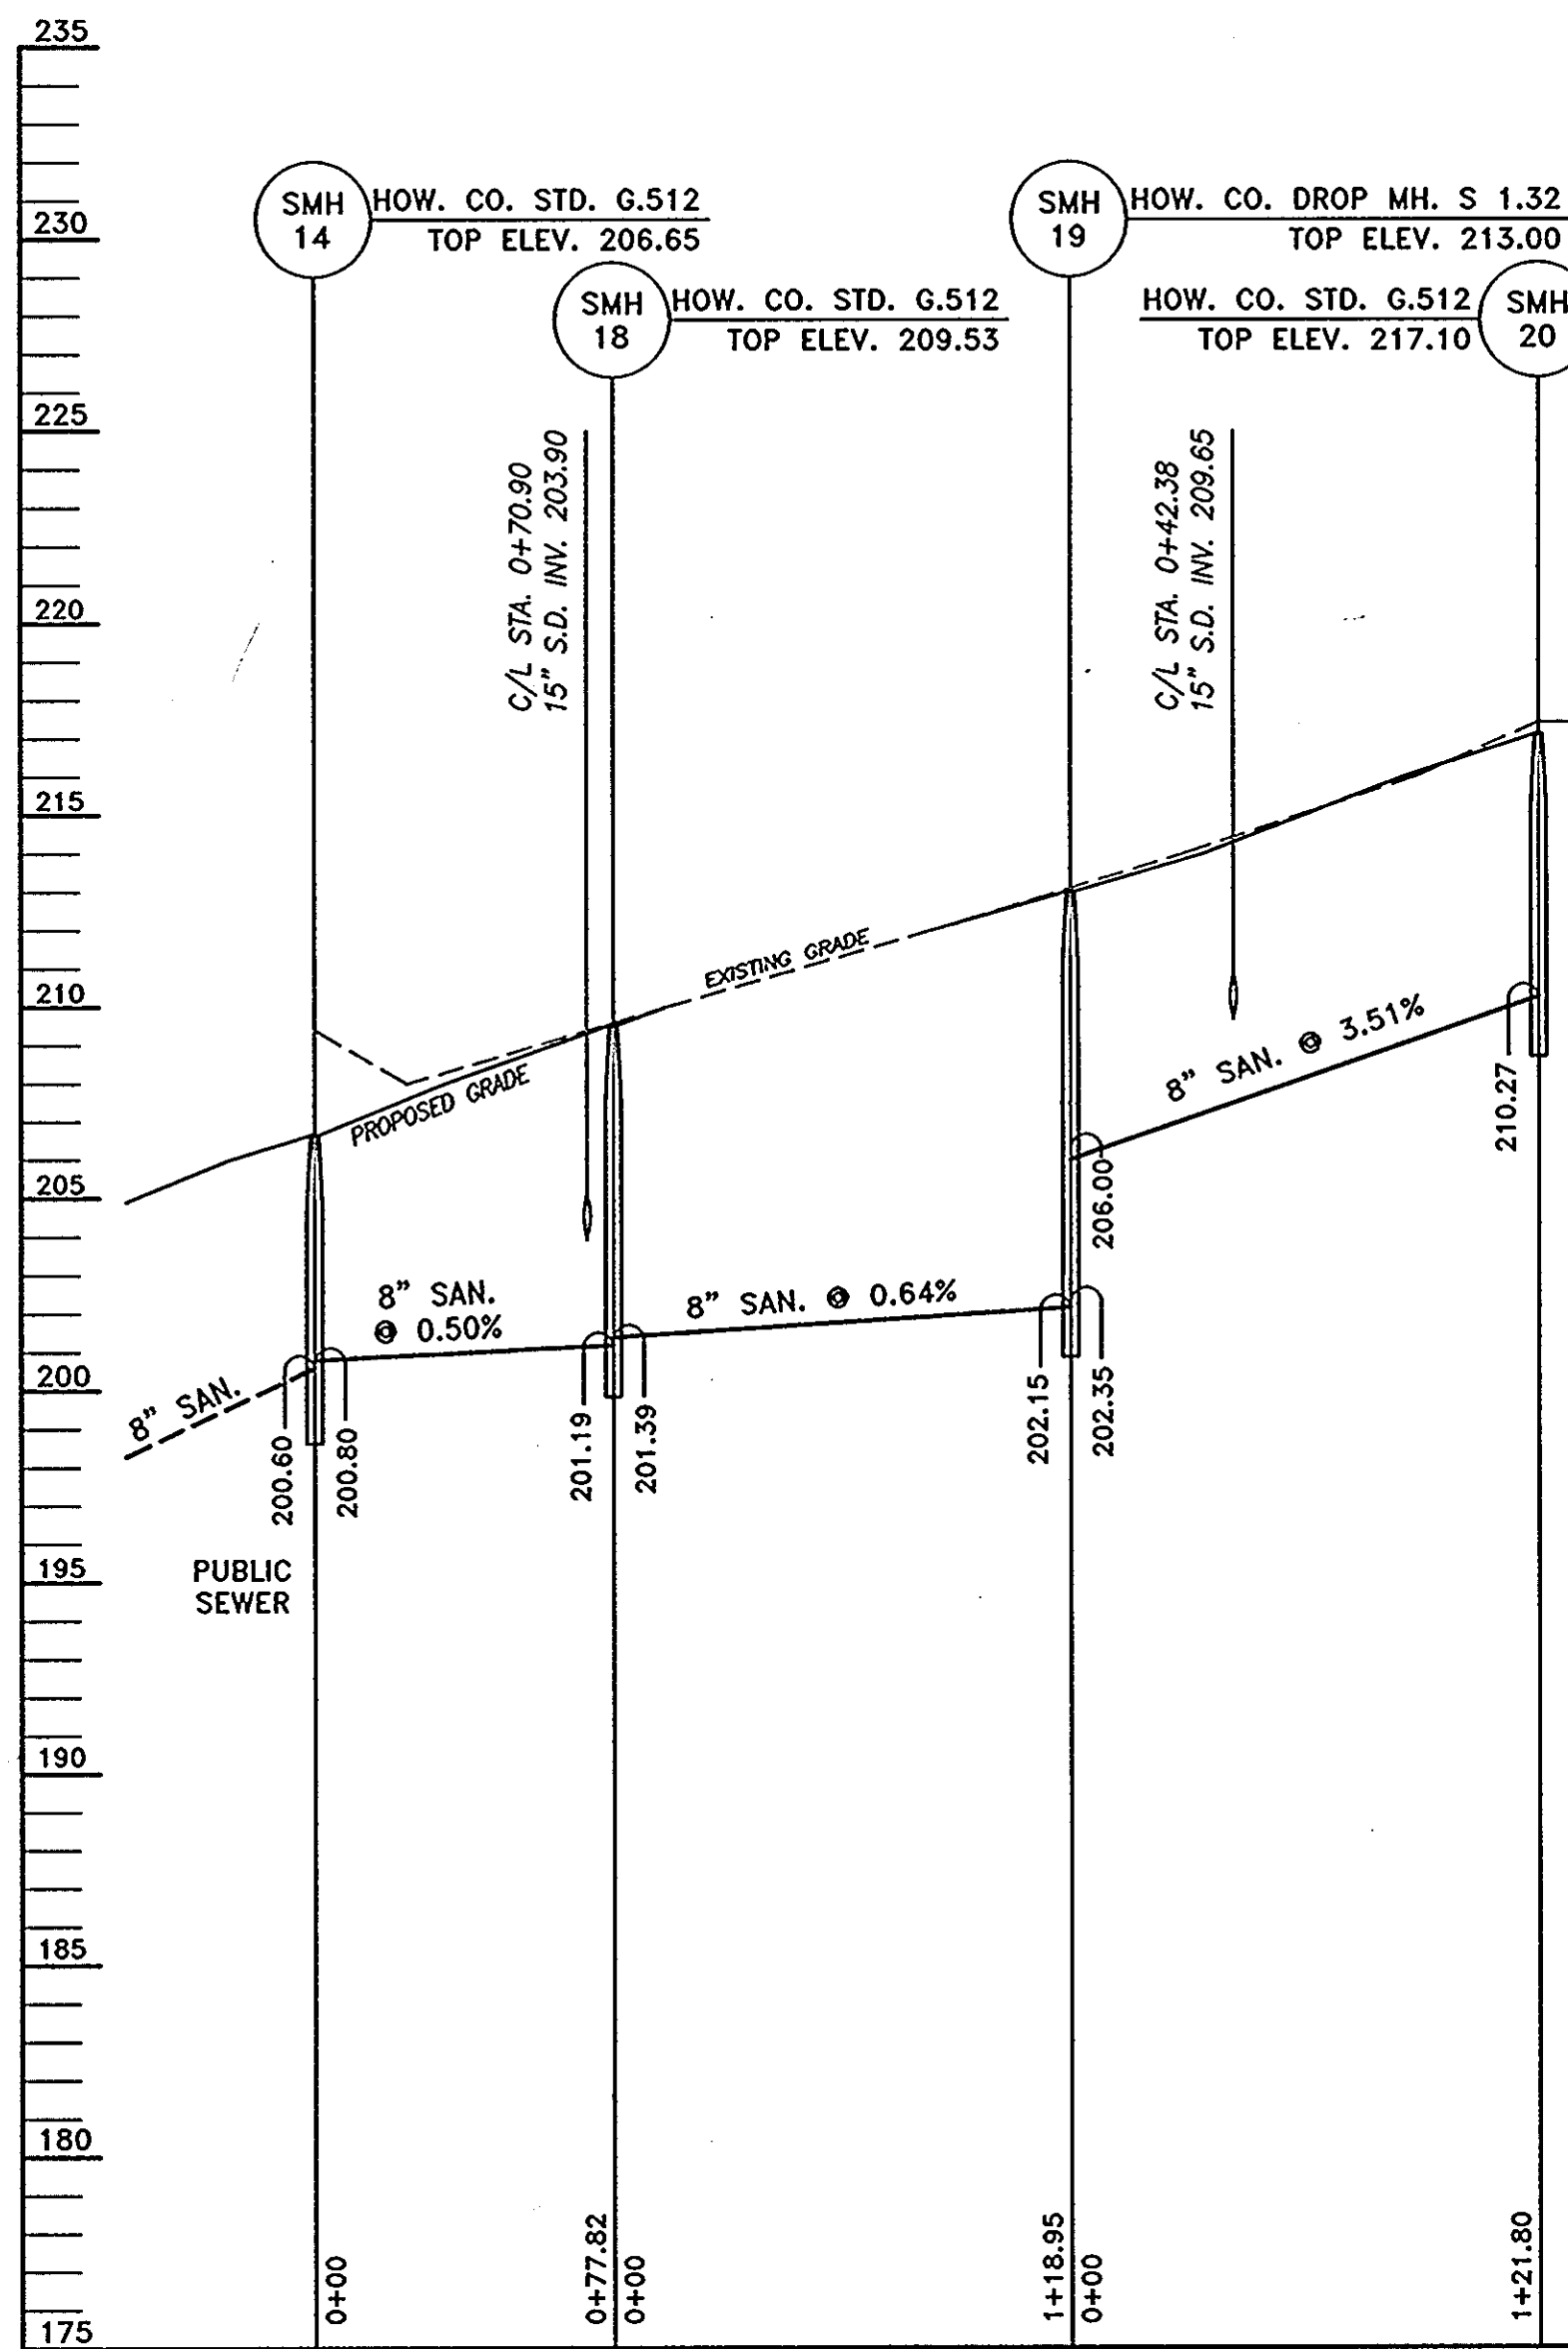 235
230
225
220
215
210
205
200
195
190
185
180
175
SMH
14
HOW. CO. STD. G.512
TOP ELEV. 206.65
SMH
18
HOW. CO. STD. G.512
TOP ELEV. 209.53
SMH
19
HOW. CO. DROP MH. S 1.32
TOP ELEV. 213.00
HOW. CO. STD. G.512
TOP ELEV. 217.10
SMH
20
C/L STA. 0+70.90
15" S.D. INV. 203.90
C/L STA. 0+42.38
15" S.D. INV. 209.65
EXISTING GRADE
PROPOSED GRADE
8" SAN. @ 3.51%
210.27
206.00
8" SAN.
@ 0.50%
8" SAN. @ 0.64%
8" SAN.
200.60
200.80
201.19
201.39
202.15
202.35
PUBLIC
SEWER
0+00
0+77.82
0+00
1+18.95
0+00
1+21.80